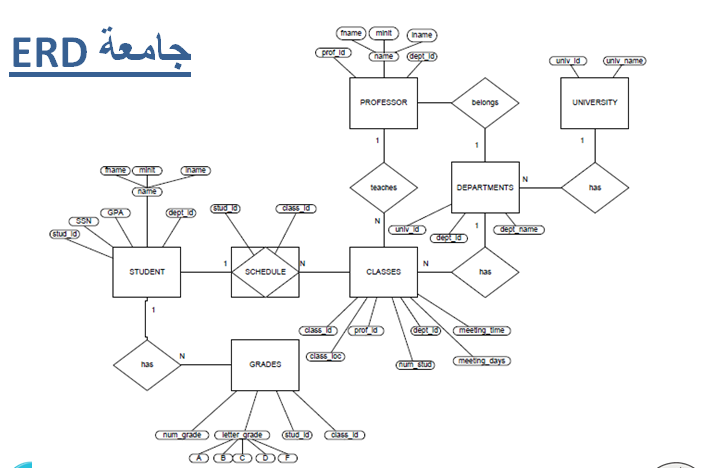 جامعة ERD
fname minit lname
prof_id name dept_id
univ_id univ_name
PROFESSOR belongs UNIVERSITY
1 1 1
teaches DEPARTMENTS N has
fname minit lname
name
GPA dept_id stud_id class_id
SSN
stud_id
N univ_id dept_id 1 dept_name
STUDENT 1 SCHEDULE N CLASSES N has
1
class_id prof_id dept_id meeting_time
class_loc num_stud meeting_days
has N GRADES
num_grade letter_grade stud_id class_id
A B C D F